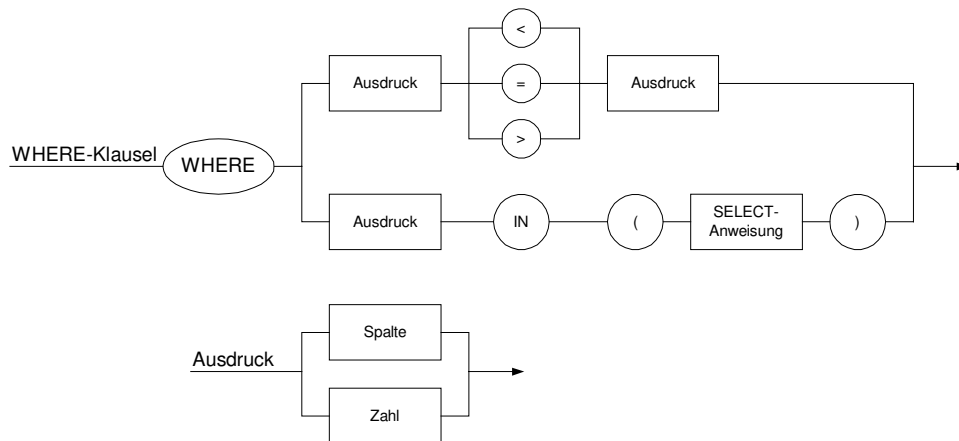 <
Ausdruck
=
Ausdruck
>
WHERE-Klausel
WHERE
Ausdruck
IN
(
SELECT-
Anweisung
)
Spalte
Ausdruck
Zahl